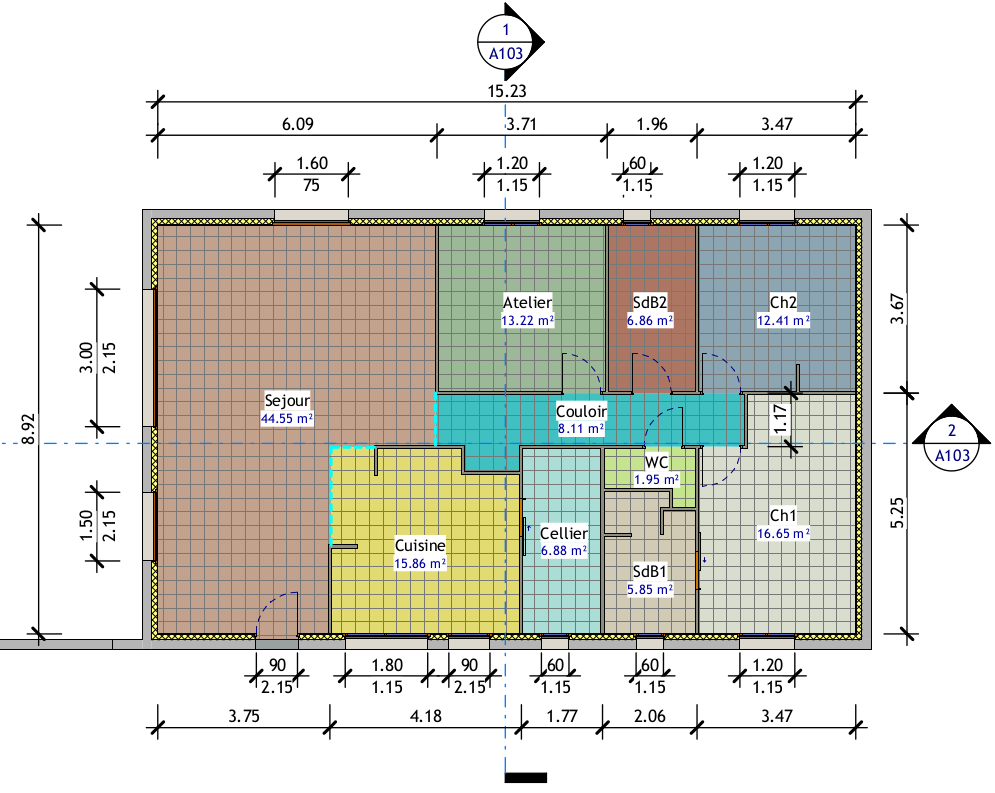 1
A103
15.23
6.09
3.71
1.96
3.47
1.60
75
1.20
1.15
60
1.15
1.20
1.15
Atelier
13.22 m²
SdB2
6.86 m²
Ch2
12.41 m²
3.67
3.00
2.15
Sejour
44.55 m²
Couloir
8.11 m²
1.17
8.92
2
A103
WC
1.95 m²
1.50
2.15
Cuisine
15.86 m²
Cellier
6.88 m²
SdB1
5.85 m²
Ch1
16.65 m²
5.25
90
2.15
1.80
1.15
90
2.15
60
1.15
60
1.15
1.20
1.15
3.75
4.18
1.77
2.06
3.47